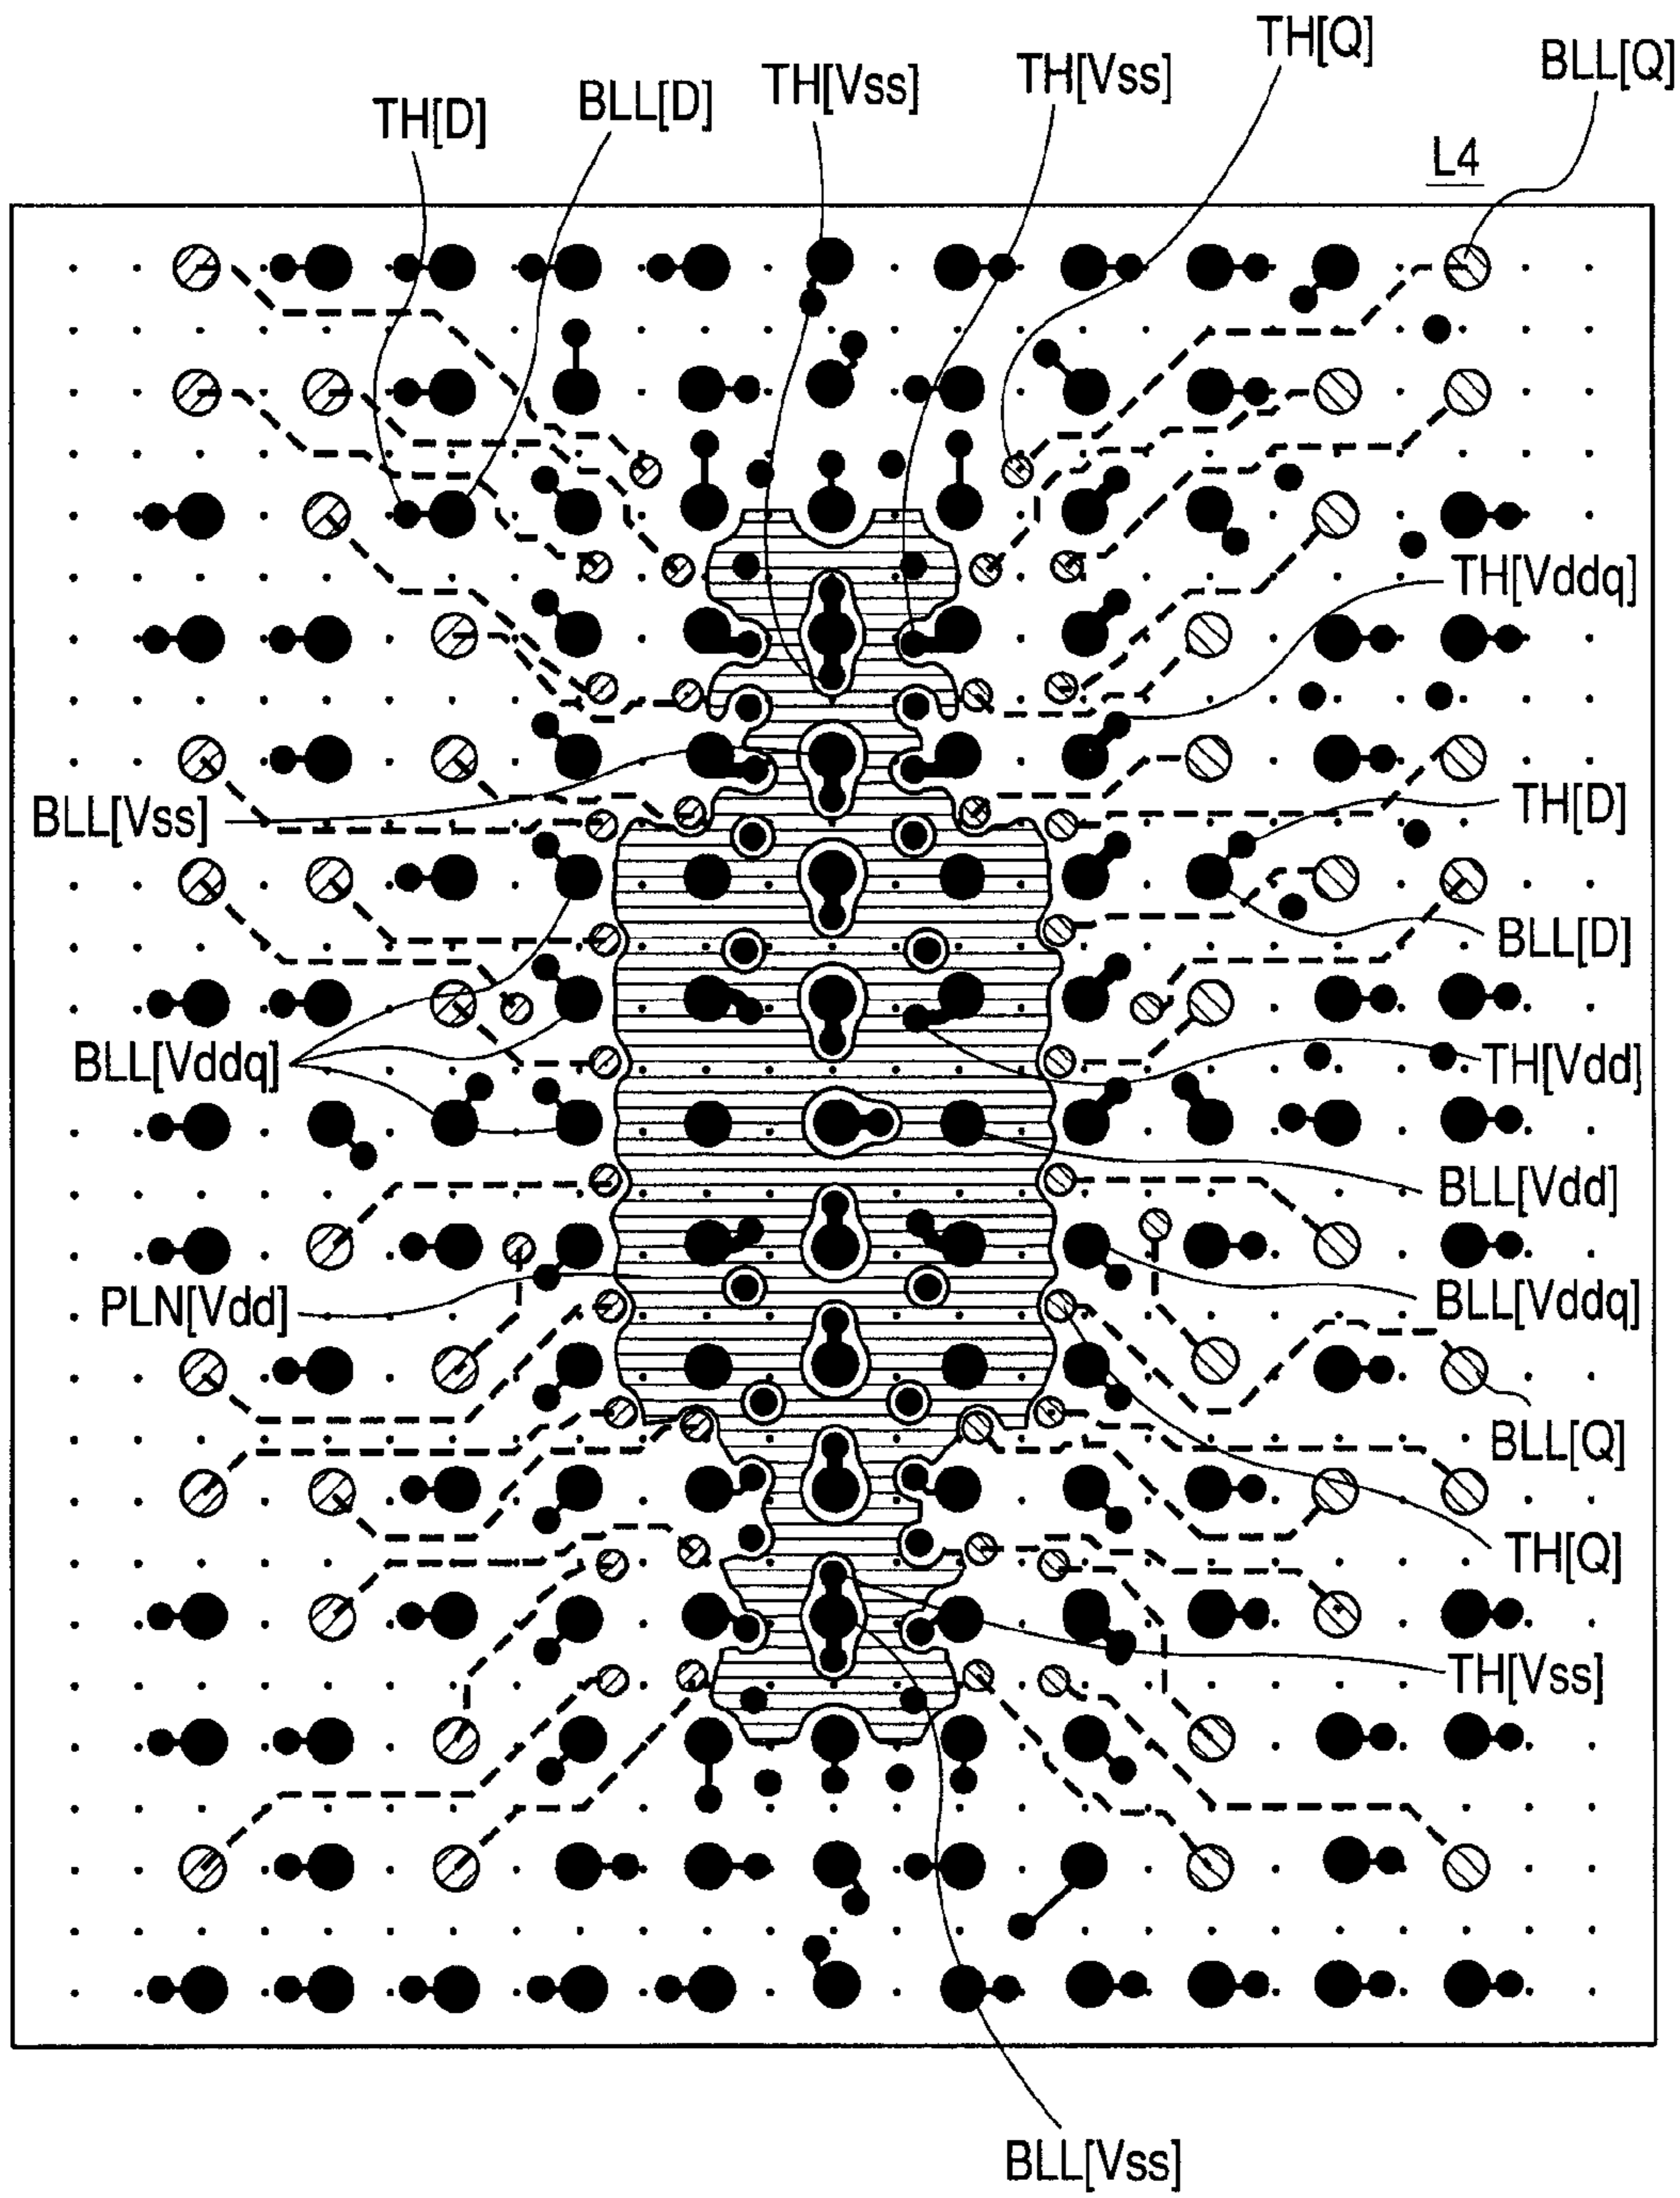 TH[Q]
BLL[Q]
TH[Vss]
TH[Vss]
BLL[D]
TH[D]
L4
TH[Vddq]
TH[D]
BLL[Vss]
BLL[D]
TH[Vdd]
BLL[Vddq]
BLL[Vdd]
BLL[Vddq]
PLN[Vdd]
BLL[Q]
TH[Q]
TH[Vss]
BLL[Vss]